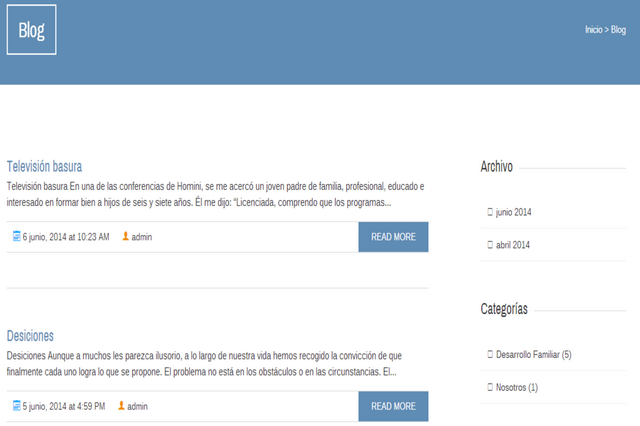 Blog
Inicio > Blog
Televisión basura
Televisión basura En una de las conferencias de Homini, se me acercó un joven padre de familia, profesional, educado e
interesado en formar bien a hijos de seis y siete años. Él me dijo: “Licenciada, comprendo que los programas...
6 junio, 2014 at 10:23 AM admin
READ MORE
Desiciones
Desiciones Aunque a muchos les parezca ilusorio, a lo largo de nuestra vida hemos recogido la convicción de que
finalmente cada uno logra lo que se propone. El problema no está en los obstáculos o en las circunstancias. El...
5 junio, 2014 at 4:59 PM admin
READ MORE
Archivo
junio 2014
abril 2014
Categorías
Desarrollo Familiar (5)
Nosotros (1)